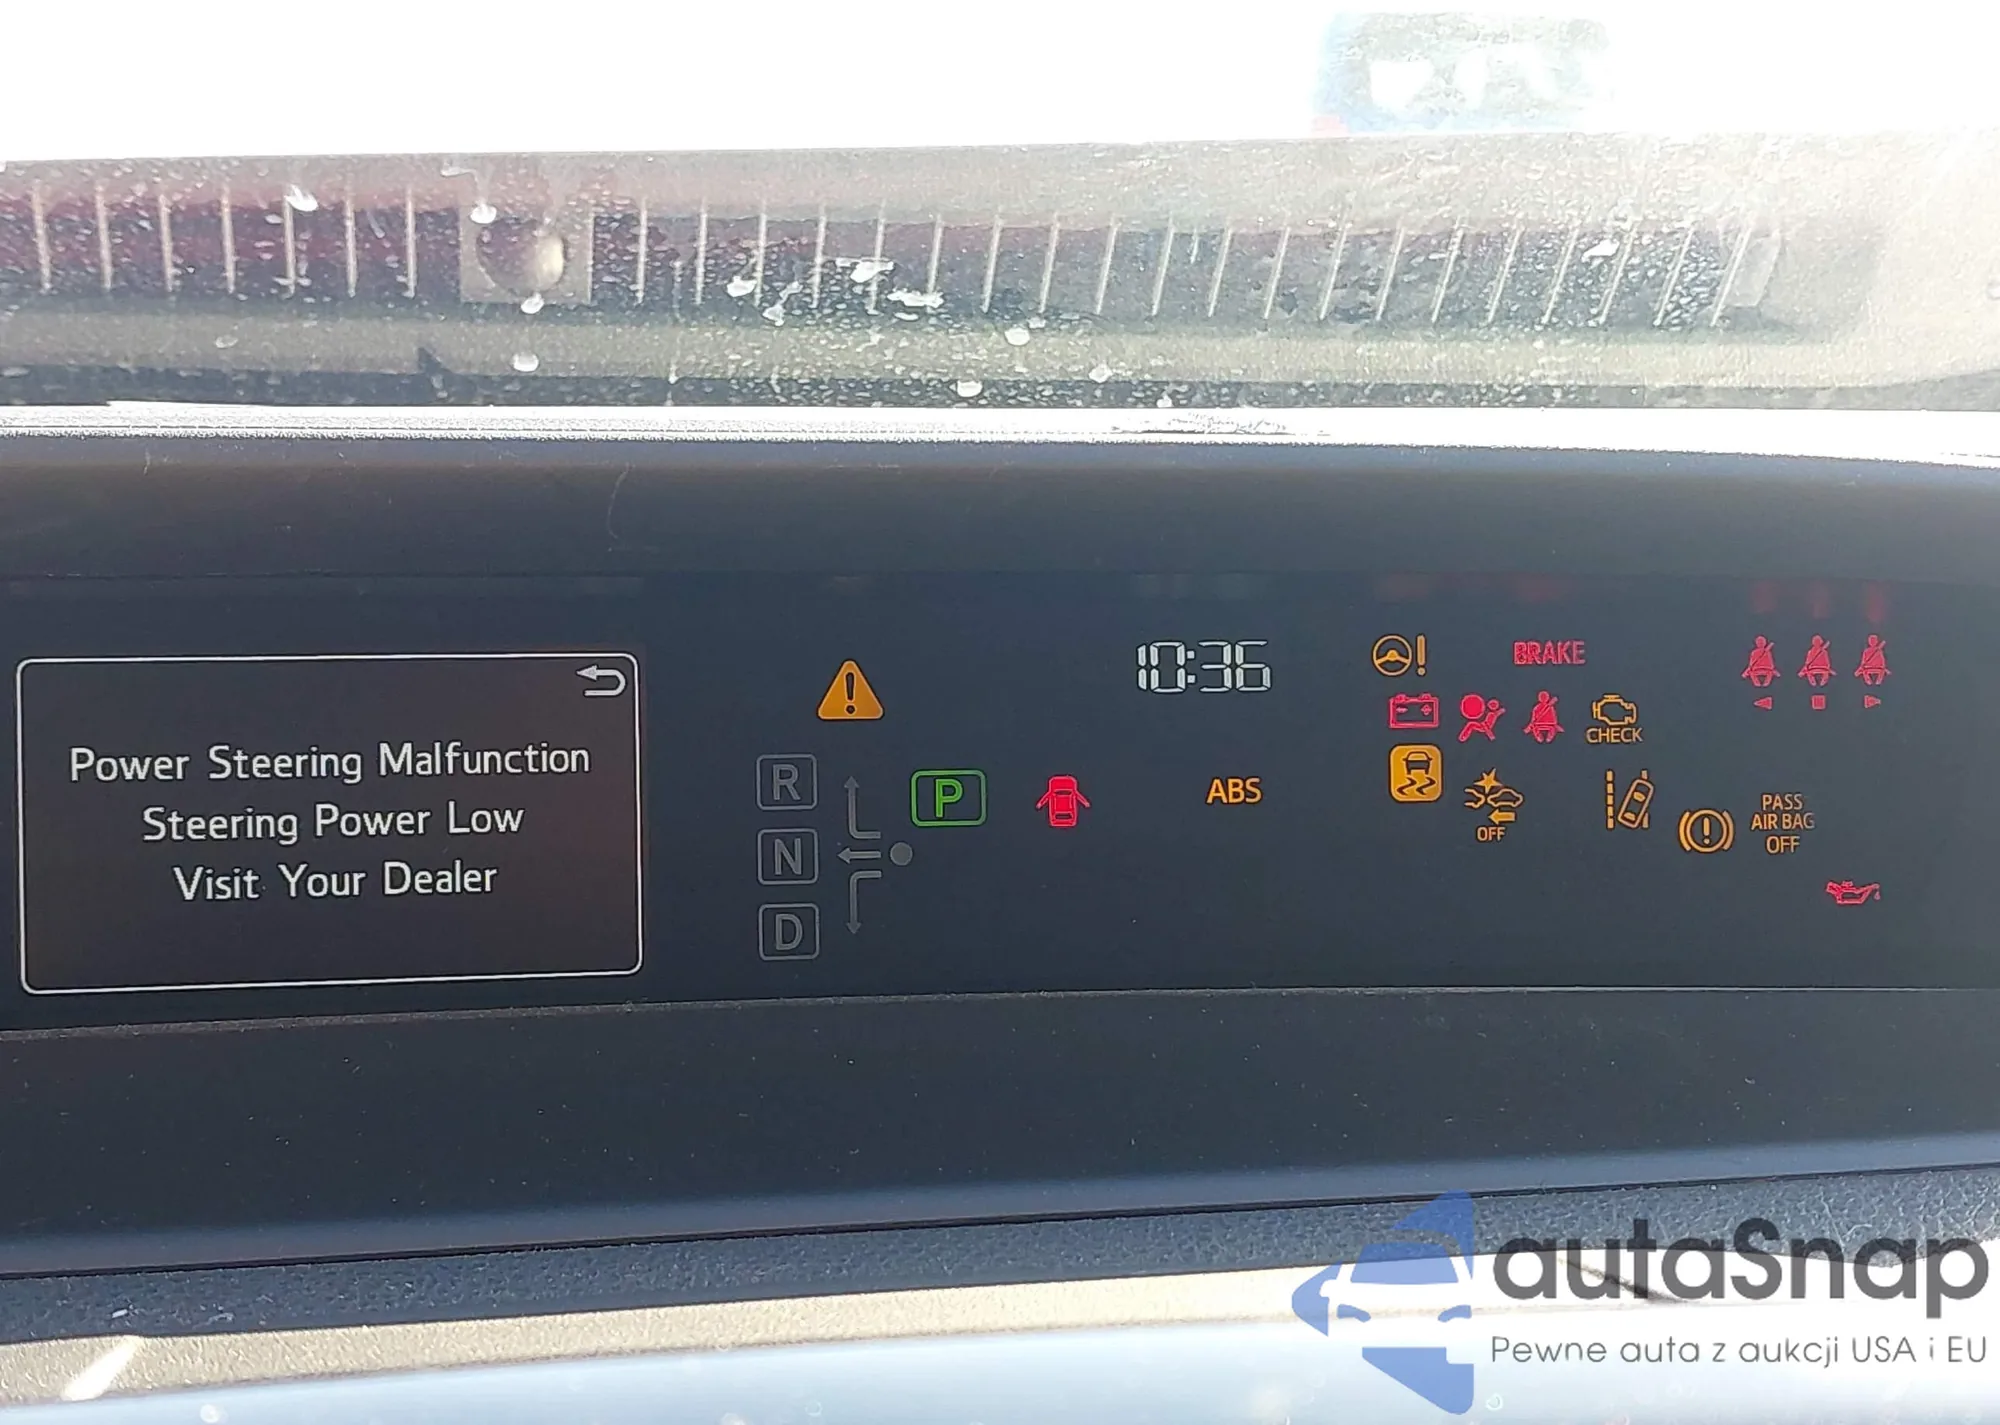 Power Steering Malfunction
Steering Power Low
Visit Your Dealer
R
N
D
P
10:36
ABS
BRAKE
CHECK
OFF
PASS
AIR BAG
OFF
autaSnap
Pewne auta z aukcji USA i EU